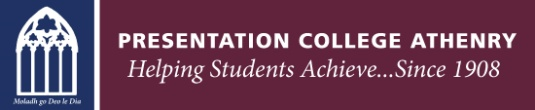 PRESENTATION COLLEGE ATHENRY
Helping Students Achieve...Since 1908
Moladh go Deo le Dia